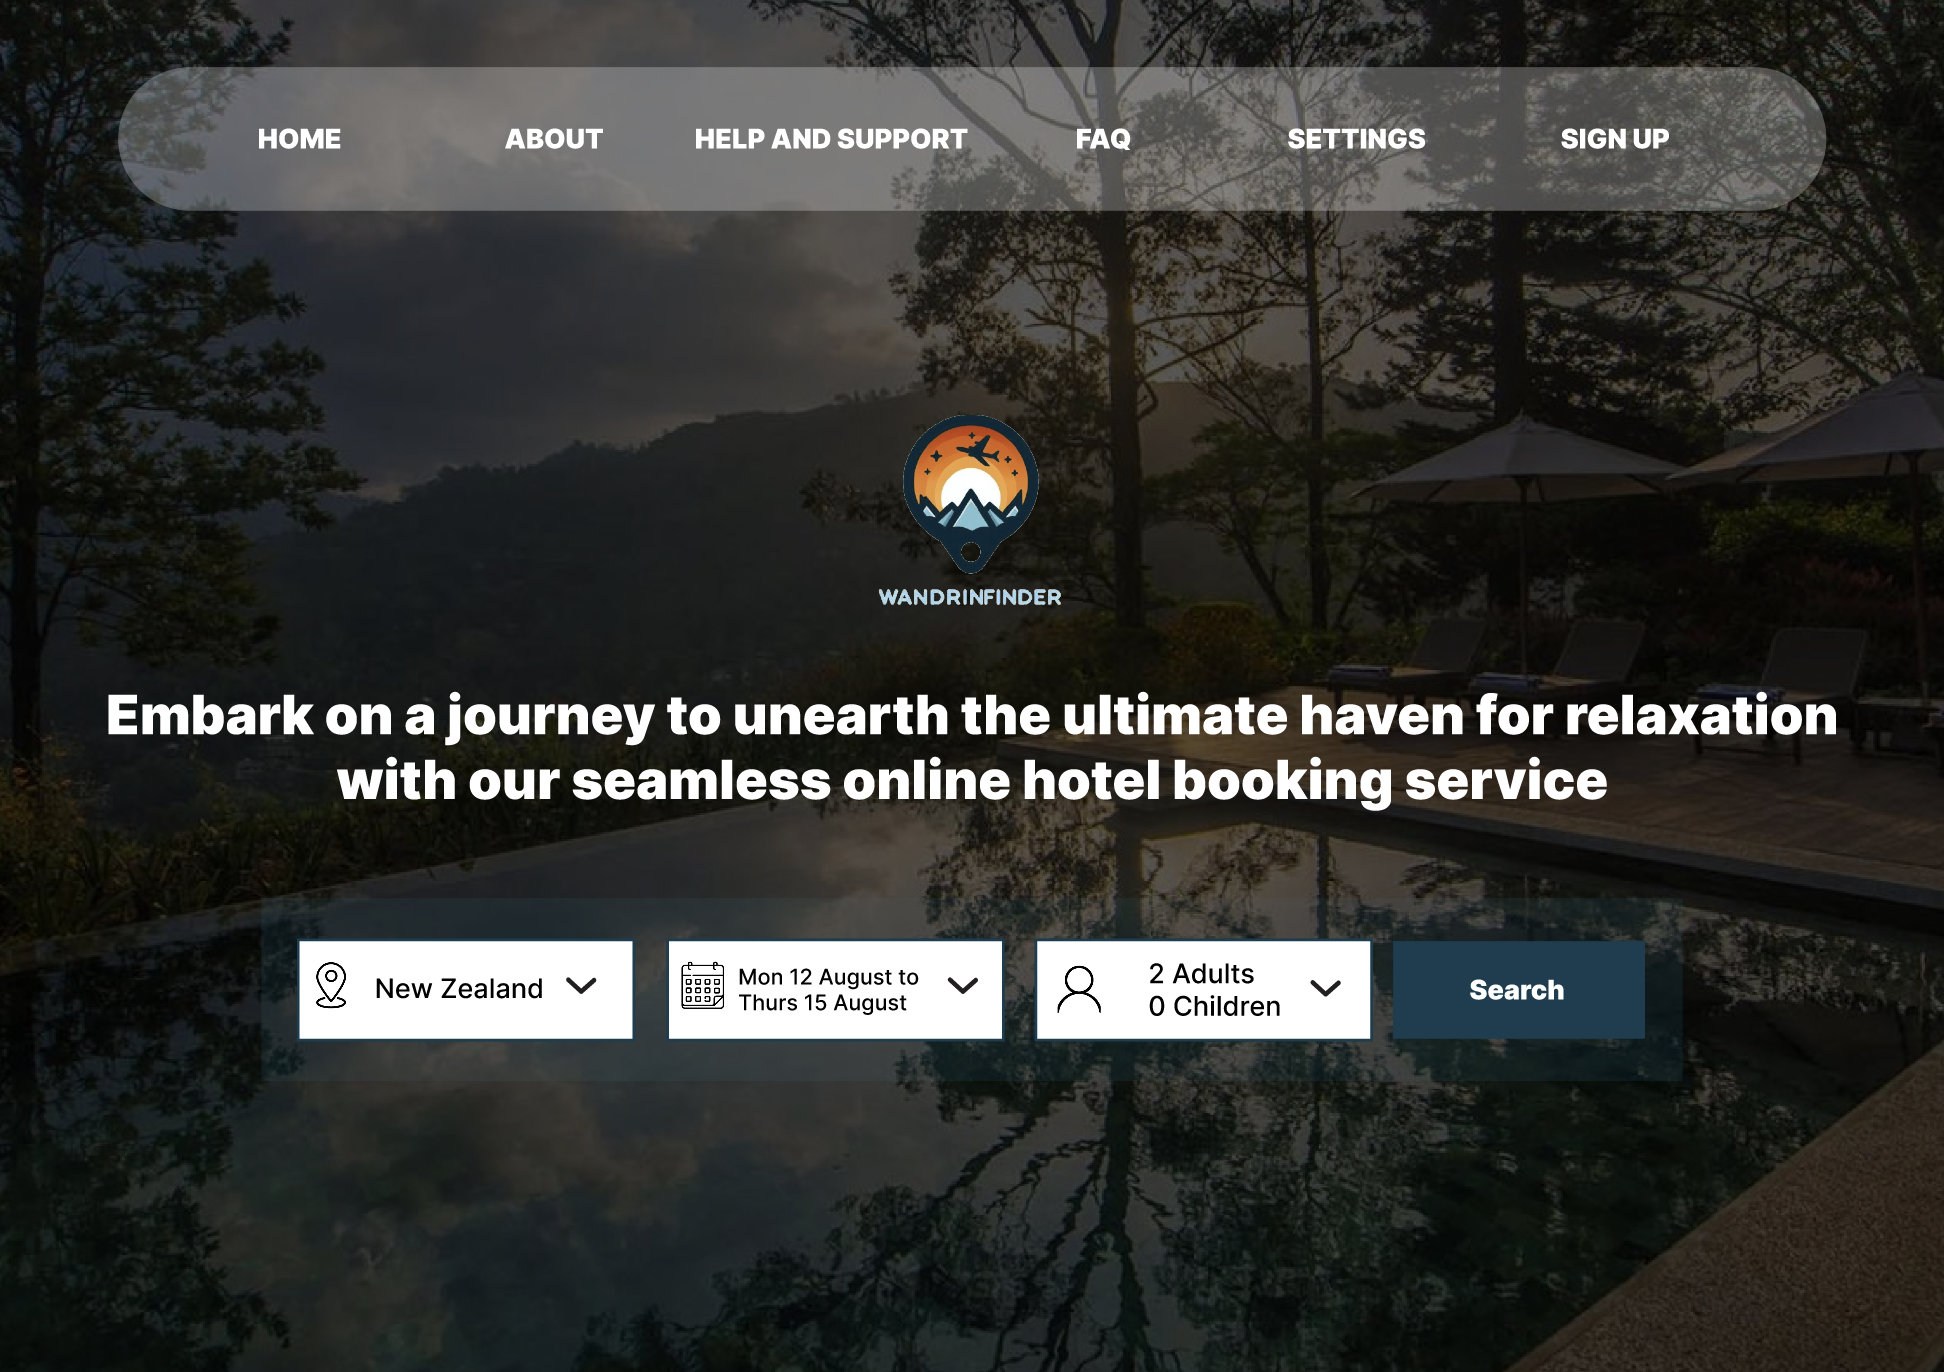 HOME ABOUT HELP AND SUPPORT FAQ SETTINGS SIGN UP
WANDRINFINDER
Embark on a journey to unearth the ultimate haven for relaxation
with our seamless online hotel booking service
New Zealand
Mon 12 August to
Thurs 15 August
2 Adults
0 Children
Search